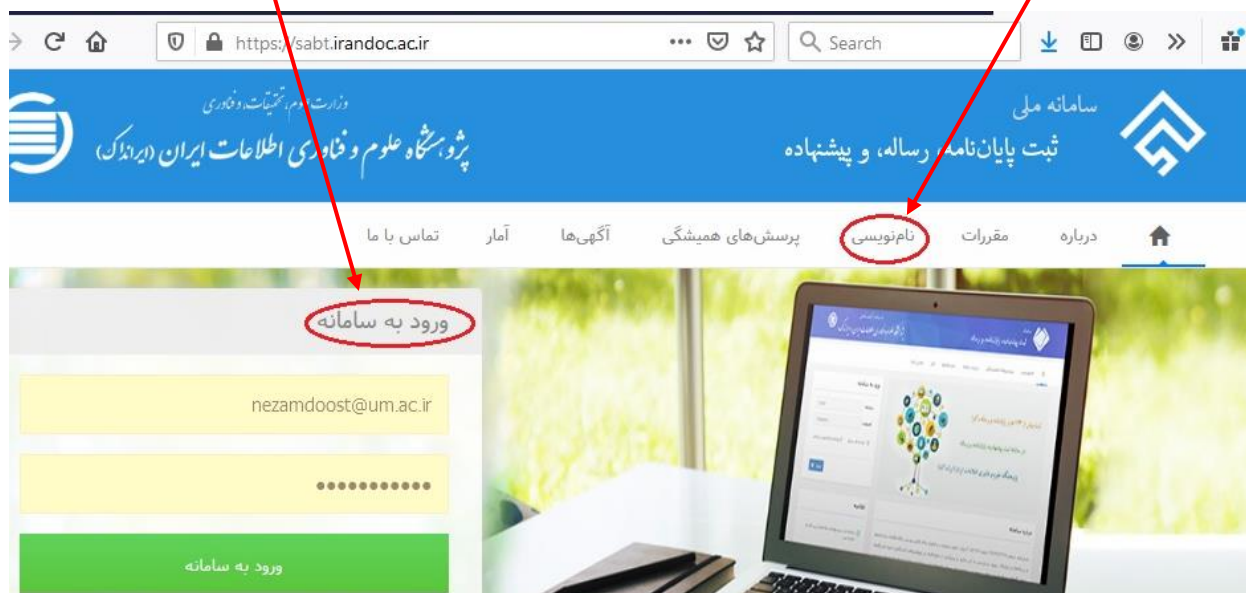 https://sabt.irandoc.ac.ir
Search
سامانه ملی
ثبت پایان‌نامه، رساله، و پیشنهاده
وزارت علوم، تحقیقات، و فناوری
پژوهشگاه علوم و فناوری اطلاعات ایران (ایرانداک)
درباره
مقررات
نام‌نویسی
پرسش‌های همیشگی
آگهی‌ها
آمار
تماس با ما
ورود به سامانه
nezamdoost@um.ac.ir
ورود به سامانه